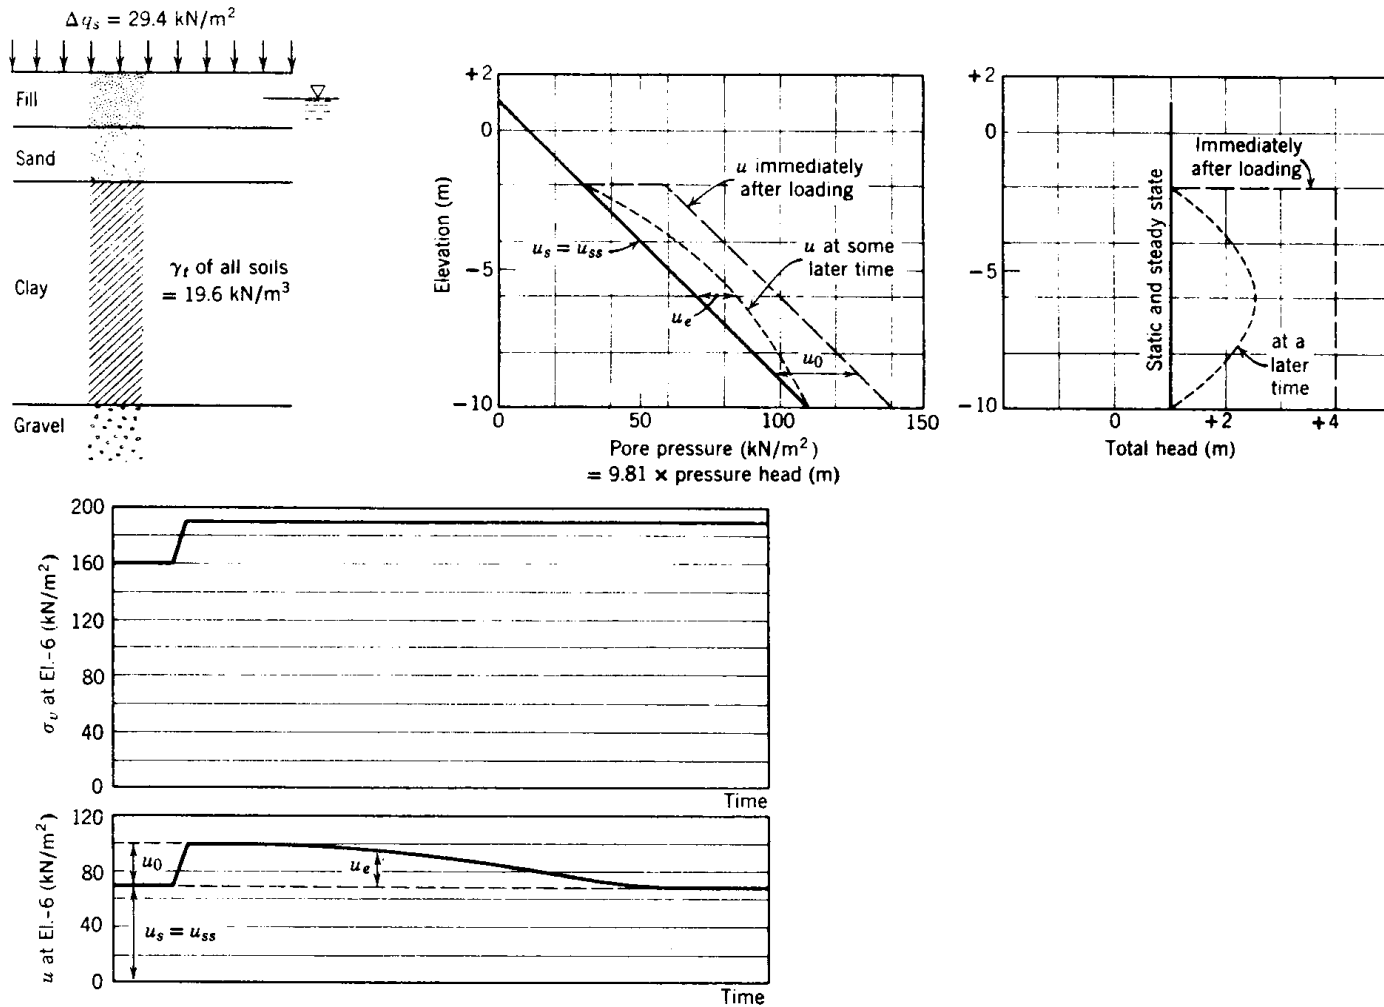 Δq_s = 29.4 kN/m²
Fill
Sand
Clay
γ_t of all soils
= 19.6 kN/m³
Gravel
Elevation (m)
+2
0
−5
−10
u immediately
after loading
u_s = u_ss
u at some
later time
u_e
u_0
0
50
100
150
Pore pressure (kN/m²)
= 9.81 × pressure head (m)
+2
0
−5
−10
Static and steady state
Immediately
after loading
at a
later
time
0
+2
+4
Total head (m)
σ_v at El.-6 (kN/m²)
200
160
120
80
40
0
Time
u at El.-6 (kN/m²)
120
80
40
0
u_0
u_e
u_s = u_ss
Time